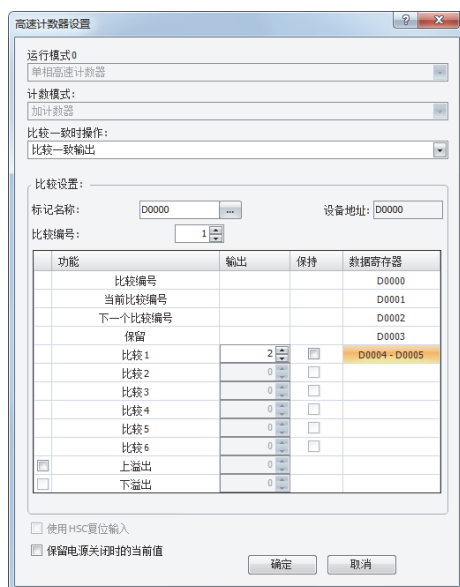 高速计数器设置
运行模式0
单相高速计数器
计数模式:
加计数器
比较一致时操作:
比较一致输出
比较设置:
标记名称: D0000 ... 设备地址: D0000
比较编号: 1
功能 输出 保持 数据寄存器
比较编号 D0000
当前比较编号 D0001
下一个比较编号 D0002
保留 D0003
比较1 2 D0004 - D0005
比较2 0
比较3 0
比较4 0
比较5 0
比较6 0
上溢出 0
下溢出 0
使用HSC复位输入
保留电源关闭时的当前值
确定 取消